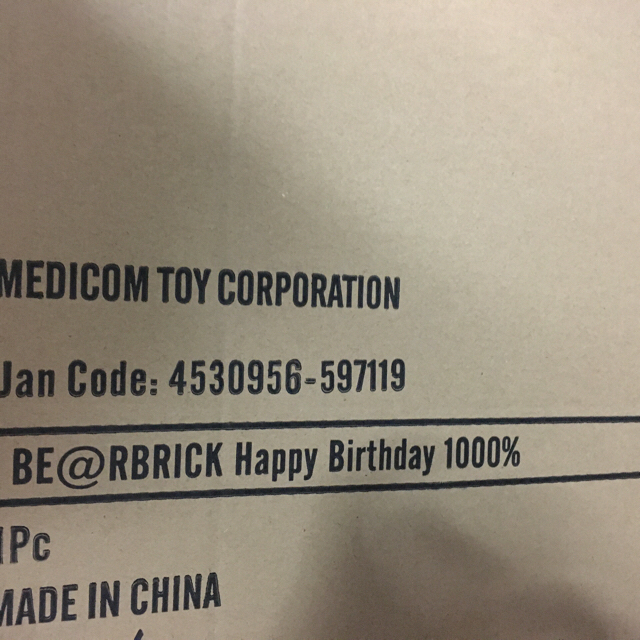 MEDICOM TOY CORPORATION
Jan Code: 4530956-597119
BE@RBRICK Happy Birthday 1000%
1Pc
MADE IN CHINA